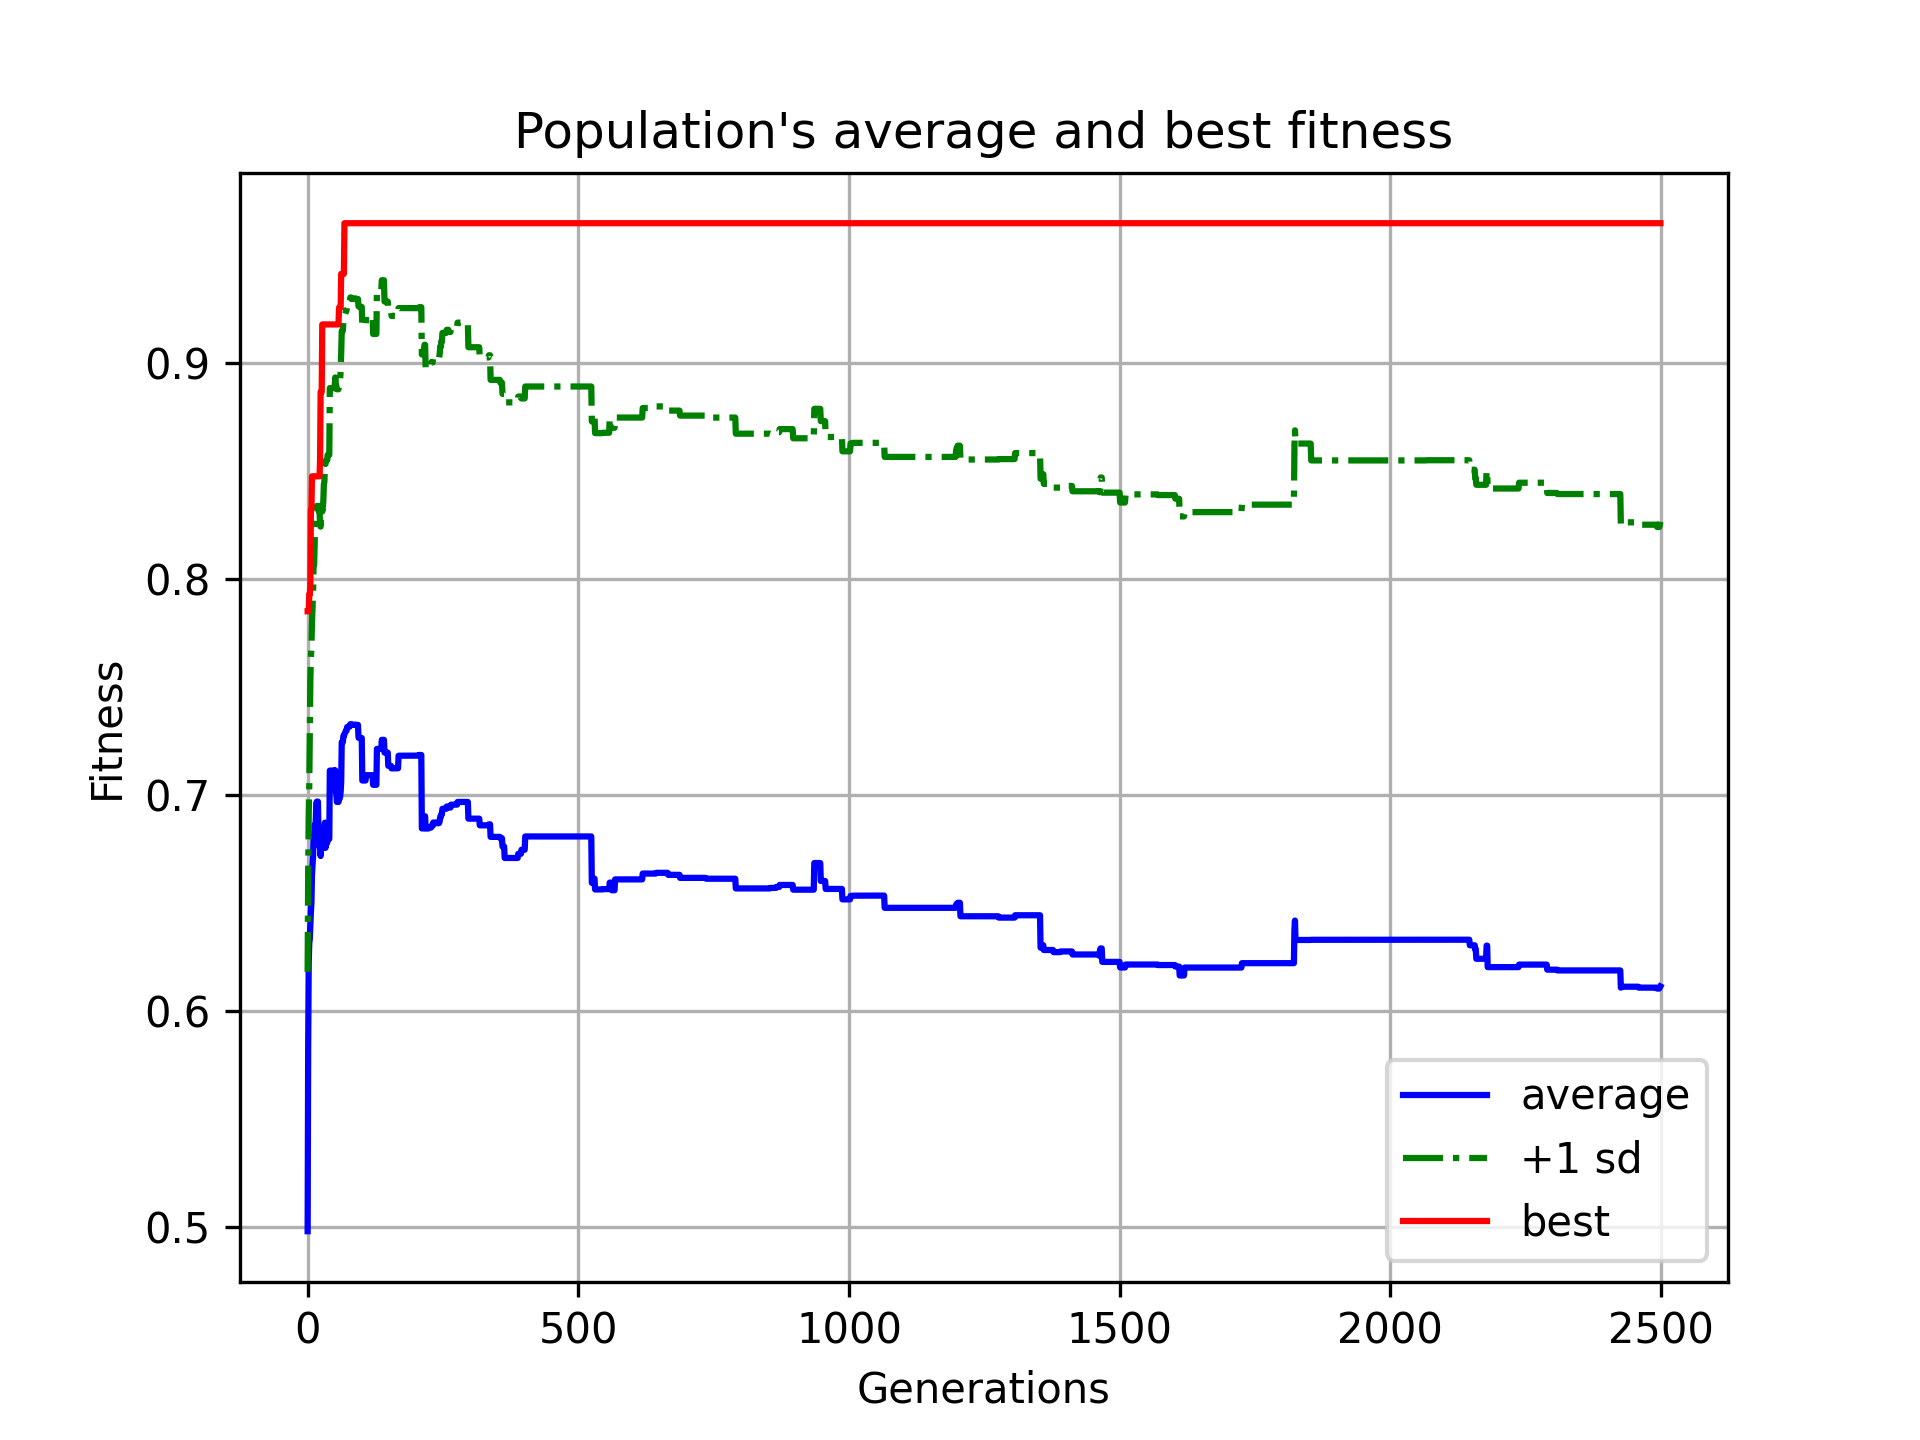 Population's average and best fitness
Fitness
0.9
0.8
0.7
0.6
0.5
average
+1 sd
best
0 500 1000 1500 2000 2500
Generations